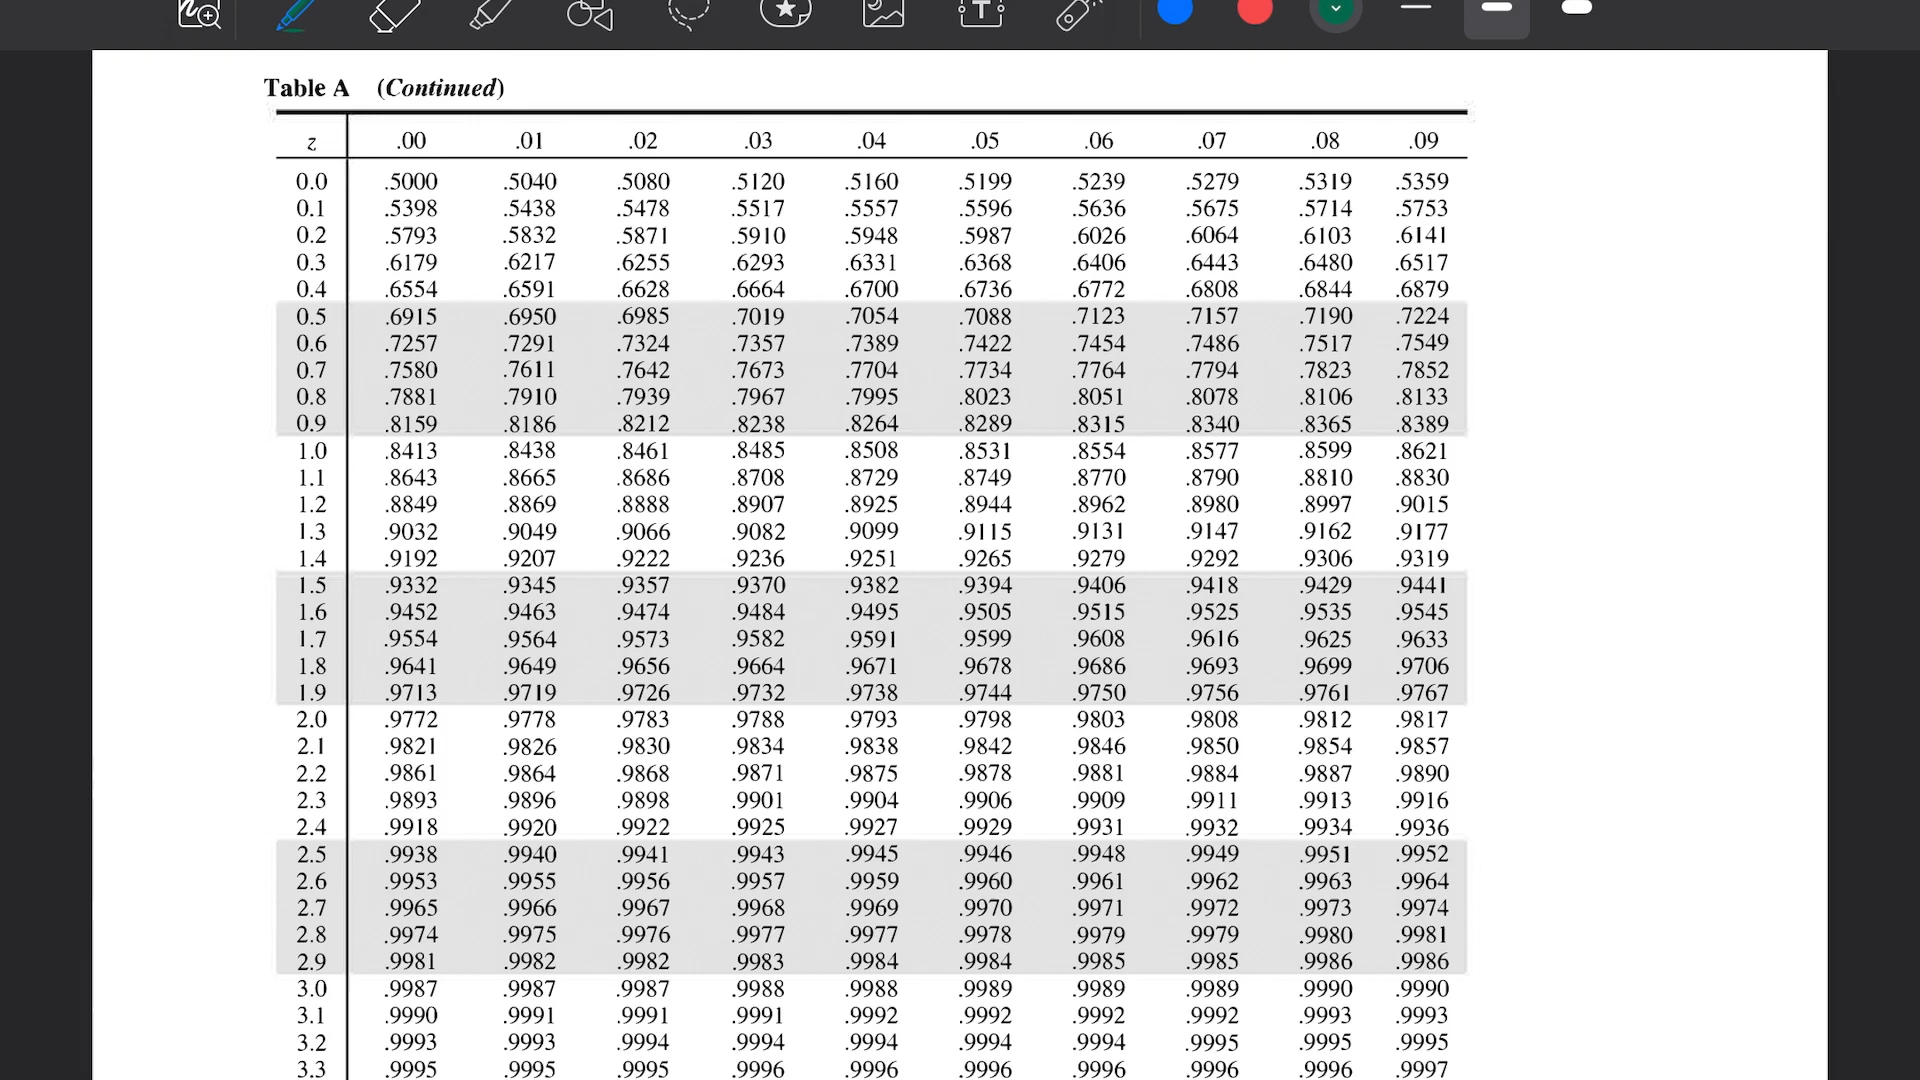 Table A (Continued)
z .00 .01 .02 .03 .04 .05 .06 .07 .08 .09
0.0 .5000 .5040 .5080 .5120 .5160 .5199 .5239 .5279 .5319 .5359
0.1 .5398 .5438 .5478 .5517 .5557 .5596 .5636 .5675 .5714 .5753
0.2 .5793 .5832 .5871 .5910 .5948 .5987 .6026 .6064 .6103 .6141
0.3 .6179 .6217 .6255 .6293 .6331 .6368 .6406 .6443 .6480 .6517
0.4 .6554 .6591 .6628 .6664 .6700 .6736 .6772 .6808 .6844 .6879
0.5 .6915 .6950 .6985 .7019 .7054 .7088 .7123 .7157 .7190 .7224
0.6 .7257 .7291 .7324 .7357 .7389 .7422 .7454 .7486 .7517 .7549
0.7 .7580 .7611 .7642 .7673 .7704 .7734 .7764 .7794 .7823 .7852
0.8 .7881 .7910 .7939 .7967 .7995 .8023 .8051 .8078 .8106 .8133
0.9 .8159 .8186 .8212 .8238 .8264 .8289 .8315 .8340 .8365 .8389
1.0 .8413 .8438 .8461 .8485 .8508 .8531 .8554 .8577 .8599 .8621
1.1 .8643 .8665 .8686 .8708 .8729 .8749 .8770 .8790 .8810 .8830
1.2 .8849 .8869 .8888 .8907 .8925 .8944 .8962 .8980 .8997 .9015
1.3 .9032 .9049 .9066 .9082 .9099 .9115 .9131 .9147 .9162 .9177
1.4 .9192 .9207 .9222 .9236 .9251 .9265 .9279 .9292 .9306 .9319
1.5 .9332 .9345 .9357 .9370 .9382 .9394 .9406 .9418 .9429 .9441
1.6 .9452 .9463 .9474 .9484 .9495 .9505 .9515 .9525 .9535 .9545
1.7 .9554 .9564 .9573 .9582 .9591 .9599 .9608 .9616 .9625 .9633
1.8 .9641 .9649 .9656 .9664 .9671 .9678 .9686 .9693 .9699 .9706
1.9 .9713 .9719 .9726 .9732 .9738 .9744 .9750 .9756 .9761 .9767
2.0 .9772 .9778 .9783 .9788 .9793 .9798 .9803 .9808 .9812 .9817
2.1 .9821 .9826 .9830 .9834 .9838 .9842 .9846 .9850 .9854 .9857
2.2 .9861 .9864 .9868 .9871 .9875 .9878 .9881 .9884 .9887 .9890
2.3 .9893 .9896 .9898 .9901 .9904 .9906 .9909 .9911 .9913 .9916
2.4 .9918 .9920 .9922 .9925 .9927 .9929 .9931 .9932 .9934 .9936
2.5 .9938 .9940 .9941 .9943 .9945 .9946 .9948 .9949 .9951 .9952
2.6 .9953 .9955 .9956 .9957 .9959 .9960 .9961 .9962 .9963 .9964
2.7 .9965 .9966 .9967 .9968 .9969 .9970 .9971 .9972 .9973 .9974
2.8 .9974 .9975 .9976 .9977 .9977 .9978 .9979 .9979 .9980 .9981
2.9 .9981 .9982 .9982 .9983 .9984 .9984 .9985 .9985 .9986 .9986
3.0 .9987 .9987 .9987 .9988 .9988 .9989 .9989 .9989 .9990 .9990
3.1 .9990 .9991 .9991 .9991 .9992 .9992 .9992 .9992 .9993 .9993
3.2 .9993 .9993 .9994 .9994 .9994 .9994 .9994 .9995 .9995 .9995
3.3 .9995 .9995 .9995 .9996 .9996 .9996 .9996 .9996 .9996 .9997